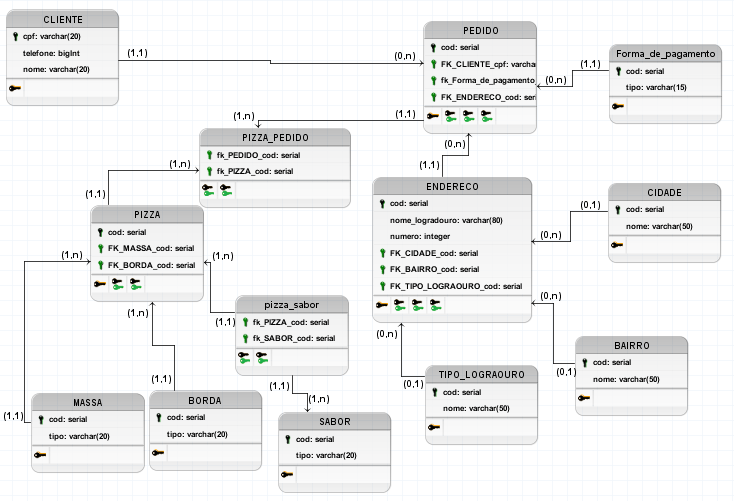 CLIENTE
cpf: varchar(20)
telefone: bigInt
nome: varchar(20)
(1,1)
(0,n)
PEDIDO
cod: serial
FK_CLIENTE_cpf: varcha
fk_Forma_de_pagamento
FK_ENDERECO_cod: ser
(0,n)
(1,1)
Forma_de_pagamento
cod: serial
tipo: varchar(15)
(1,n)
(1,1)
PIZZA_PEDIDO
fk_PEDIDO_cod: serial
fk_PIZZA_cod: serial
(0,n)
(1,1)
(1,n)
(1,1)
ENDERECO
cod: serial
nome_logradouro: varchar(80)
numero: integer
FK_CIDADE_cod: serial
FK_BAIRRO_cod: serial
FK_TIPO_LOGRAOURO_cod: serial
(0,n)
(0,1)
CIDADE
cod: serial
nome: varchar(50)
PIZZA
cod: serial
FK_MASSA_cod: serial
FK_BORDA_cod: serial
(1,n)
(1,n)
(1,n)
(1,1)
pizza_sabor
fk_PIZZA_cod: serial
fk_SABOR_cod: serial
(0,n)
(0,n)
(0,1)
(0,1)
BAIRRO
cod: serial
nome: varchar(50)
TIPO_LOGRAOURO
cod: serial
nome: varchar(50)
(1,1)
(1,1)
(1,1)
(1,n)
MASSA
cod: serial
tipo: varchar(20)
BORDA
cod: serial
tipo: varchar(20)
SABOR
cod: serial
tipo: varchar(20)